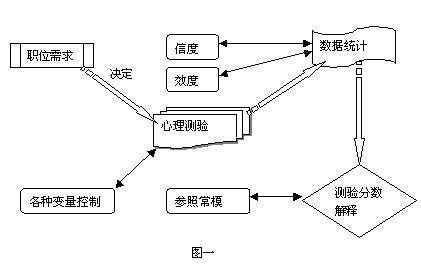 信度
数据统计
职位需求
决定
效度
心理测验
测验分数
解释
各种变量控制
参照常模
图一